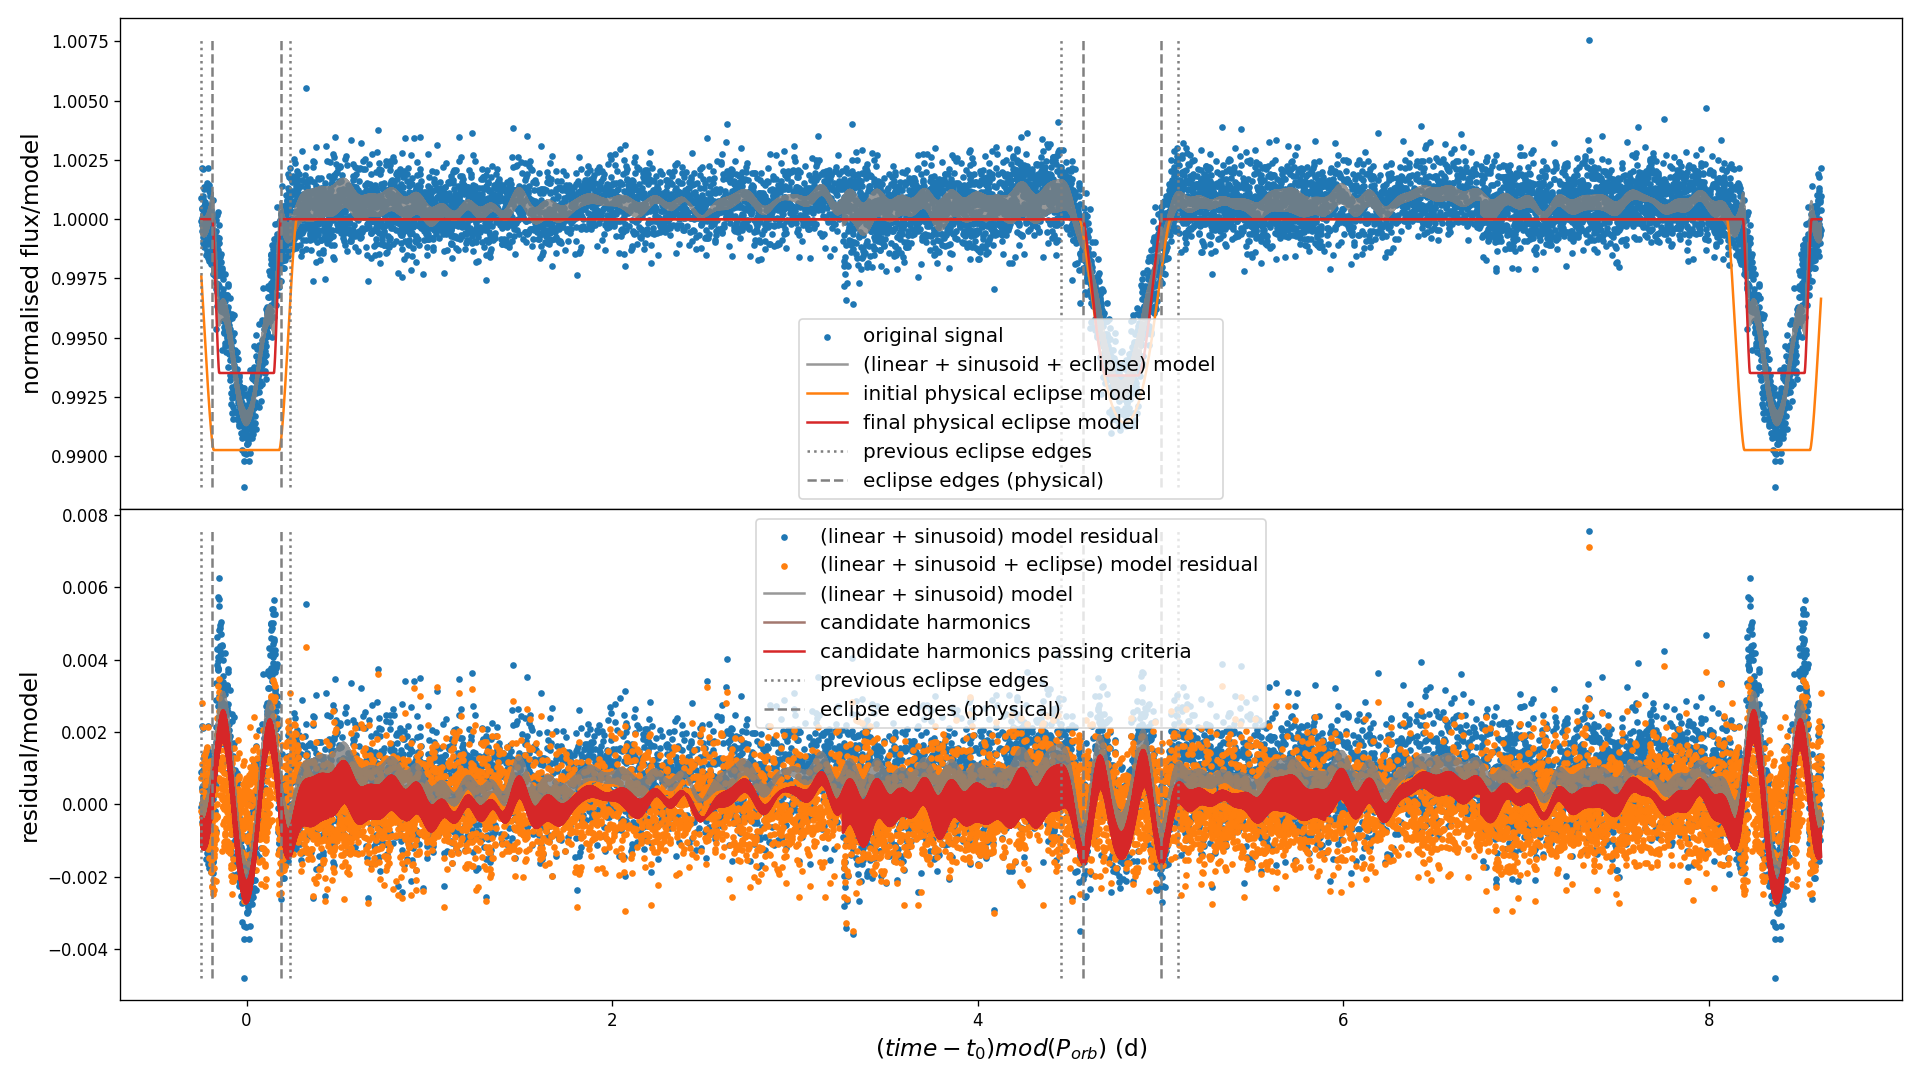 normalised flux/model
1.0075
1.0050
1.0025
1.0000
0.9975
0.9950
0.9925
0.9900
original signal
(linear + sinusoid + eclipse) model
initial physical eclipse model
final physical eclipse model
previous eclipse edges
eclipse edges (physical)
residual/model
0.008
0.006
0.004
0.002
0.000
−0.002
−0.004
(linear + sinusoid) model residual
(linear + sinusoid + eclipse) model residual
(linear + sinusoid) model
candidate harmonics
candidate harmonics passing criteria
previous eclipse edges
eclipse edges (physical)
0 2 4 6 8
(time − t₀)mod(Pₒᵣb) (d)